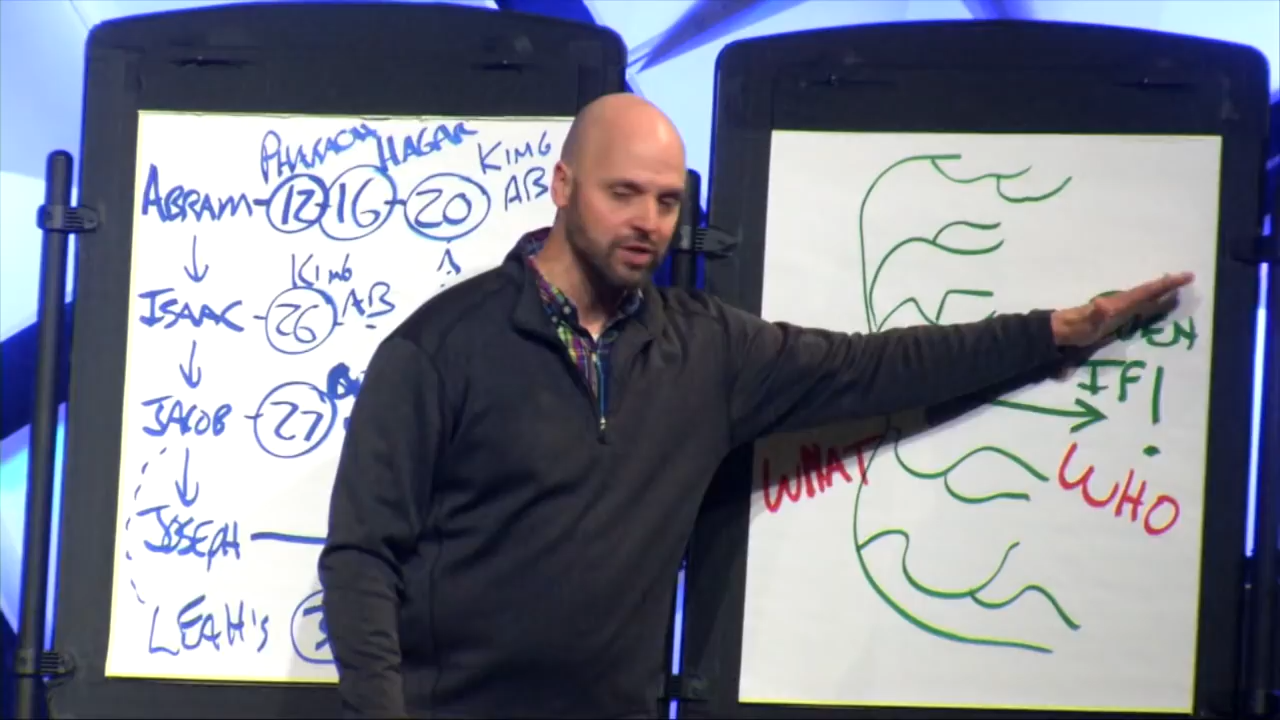 PHARAOH HAGAR KING
ABRAM 12 16 20 AB
KING
ISAAC 26 AB
JACOB 27
JOSEPH
LEAH'S 3
IF!
WHAT WHO